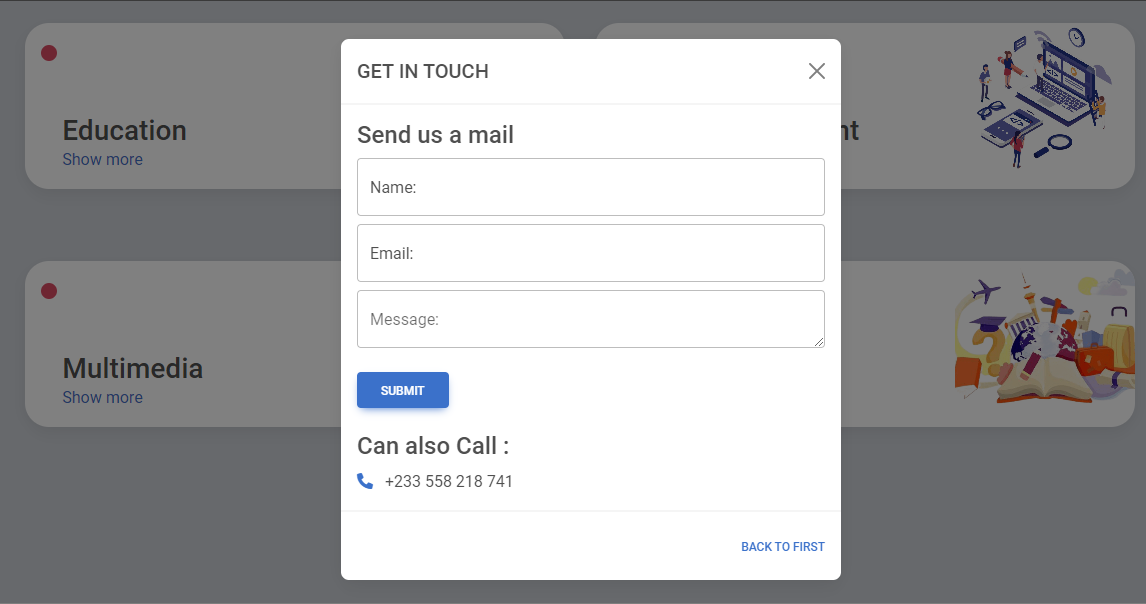 GET IN TOUCH
Send us a mail
Name:
Email:
Message:
SUBMIT
Can also Call :
+233 558 218 741
BACK TO FIRST
Education
Show more
nt
Multimedia
Show more